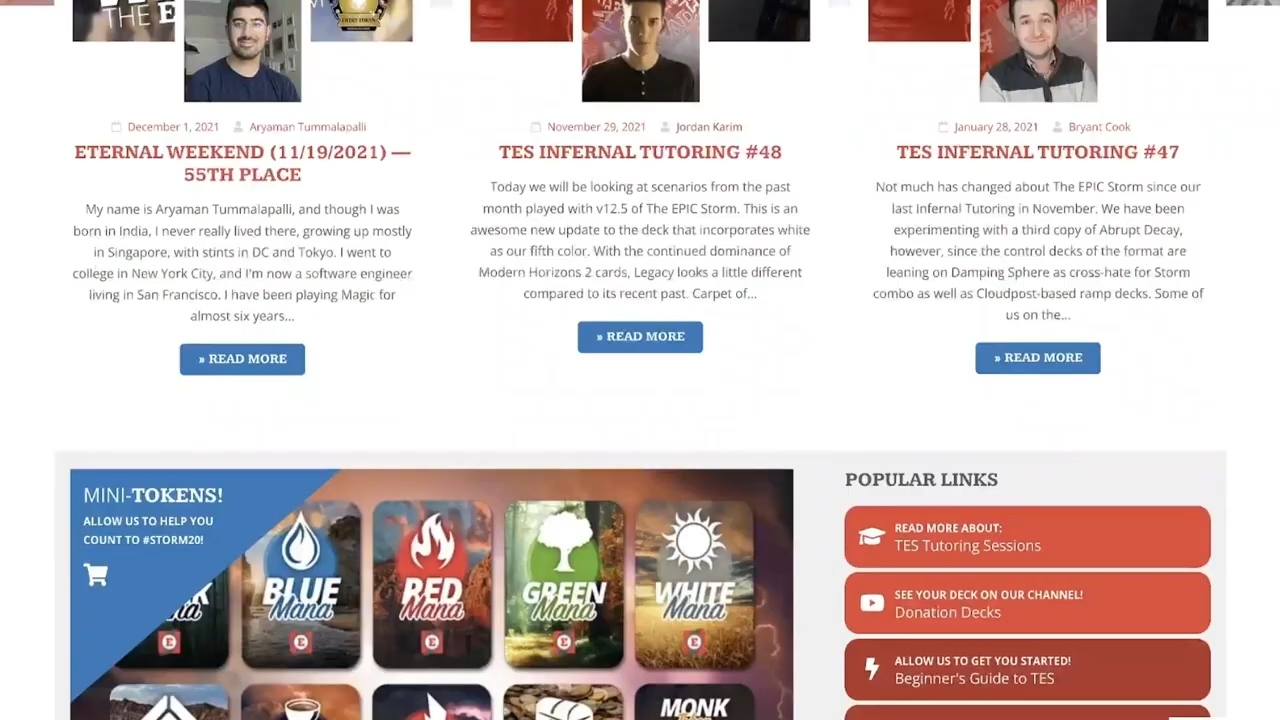 THE E
December 1, 2021 Aryaman Tummalapalli
ETERNAL WEEKEND (11/19/2021) —
55TH PLACE
My name is Aryaman Tummalapalli, and though I was
born in India, I never really lived there, growing up mostly
in Singapore, with stints in DC and Tokyo. I went to
college in New York City, and I'm now a software engineer
living in San Francisco. I have been playing Magic for
almost six years...
» READ MORE
November 29, 2021 Jordan Karim
TES INFERNAL TUTORING #48
Today we will be looking at scenarios from the past
month played with v12.5 of The EPIC Storm. This is an
awesome new update to the deck that incorporates white
as our fifth color. With the continued dominance of
Modern Horizons 2 cards, Legacy looks a little different
compared to its recent past. Carpet of...
» READ MORE
January 28, 2021 Bryant Cook
TES INFERNAL TUTORING #47
Not much has changed about The EPIC Storm since our
last Infernal Tutoring in November. We have been
experimenting with a third copy of Abrupt Decay,
however, since the control decks of the format are
leaning on Damping Sphere as cross-hate for Storm
combo as well as Cloudpost-based ramp decks. Some of
us on the...
» READ MORE
MINI-TOKENS!
ALLOW US TO HELP YOU
COUNT TO #STORM20!
BLUE
Mana
RED
Mana
GREEN
Mana
WHITE
Mana
E
E
E
E
E
MONK
POPULAR LINKS
READ MORE ABOUT:
TES Tutoring Sessions
SEE YOUR DECK ON OUR CHANNEL!
Donation Decks
ALLOW US TO GET YOU STARTED!
Beginner's Guide to TES